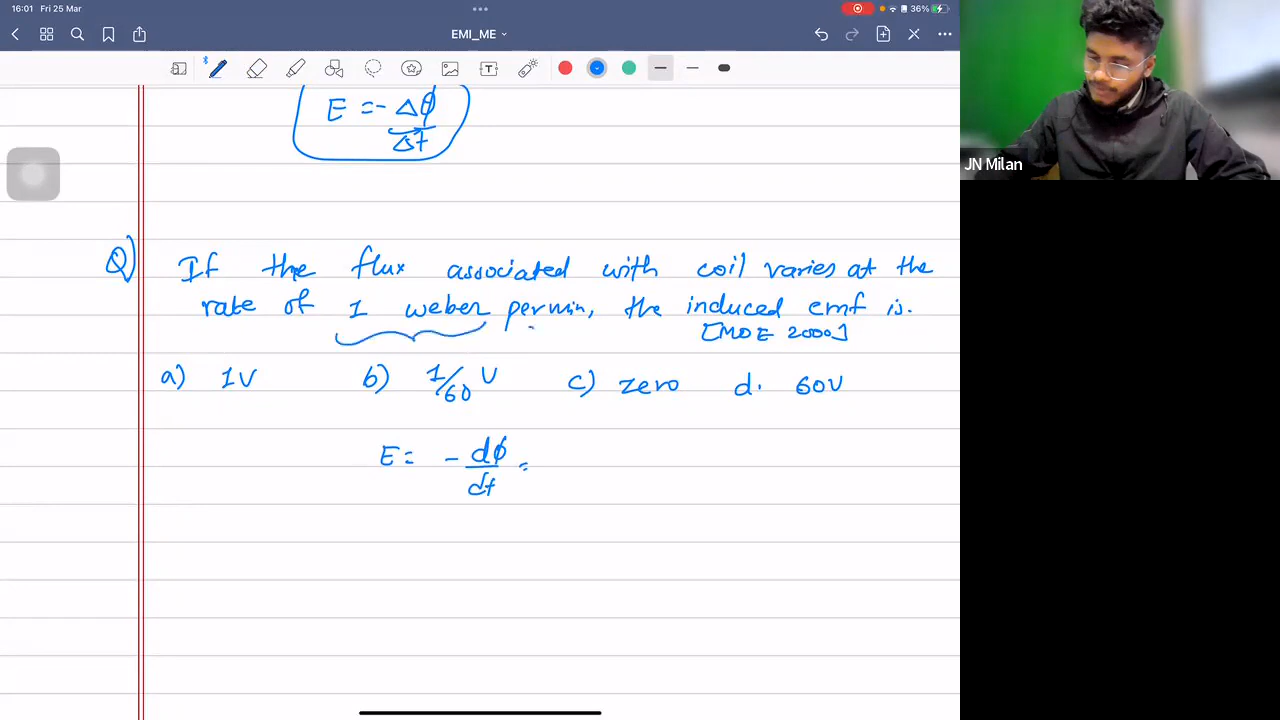 16:01 Fri 25 Mar
36%
EMI_ME
E = - Δϕ/Δt
Q) If the flux associated with coil varies at the
rate of 1 weber per min, the induced emf is.
[MOE 2000]
a) 1V b) 1/60 V c) zero d. 60V
E = - dϕ/dt =
JN Milan